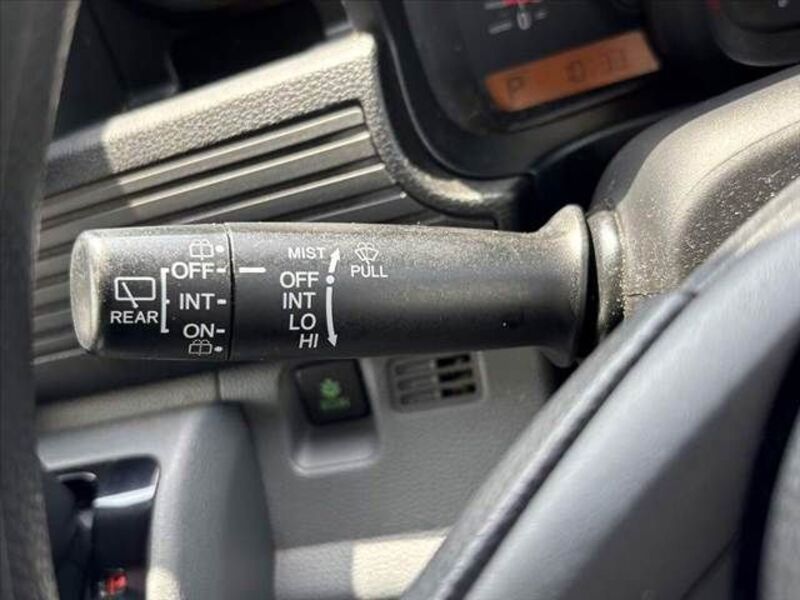 REAR
OFF
INT
ON
MIST
OFF
INT
LO
HI
PULL
P